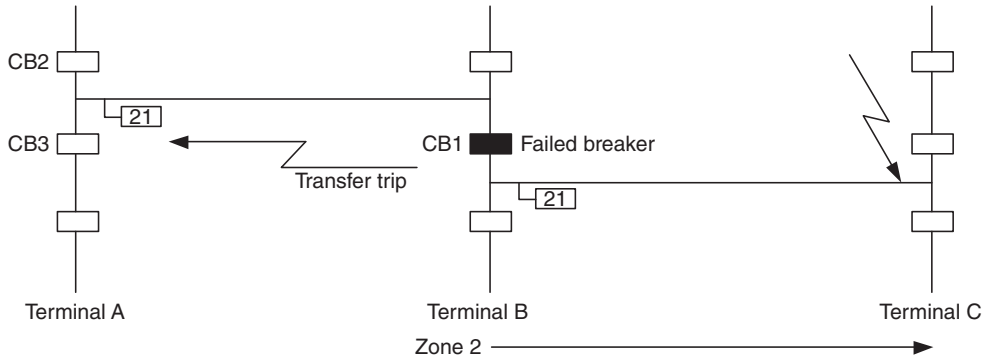 CB2
21
CB3
CB1
Failed breaker
Transfer trip
21
Terminal A
Terminal B
Terminal C
Zone 2